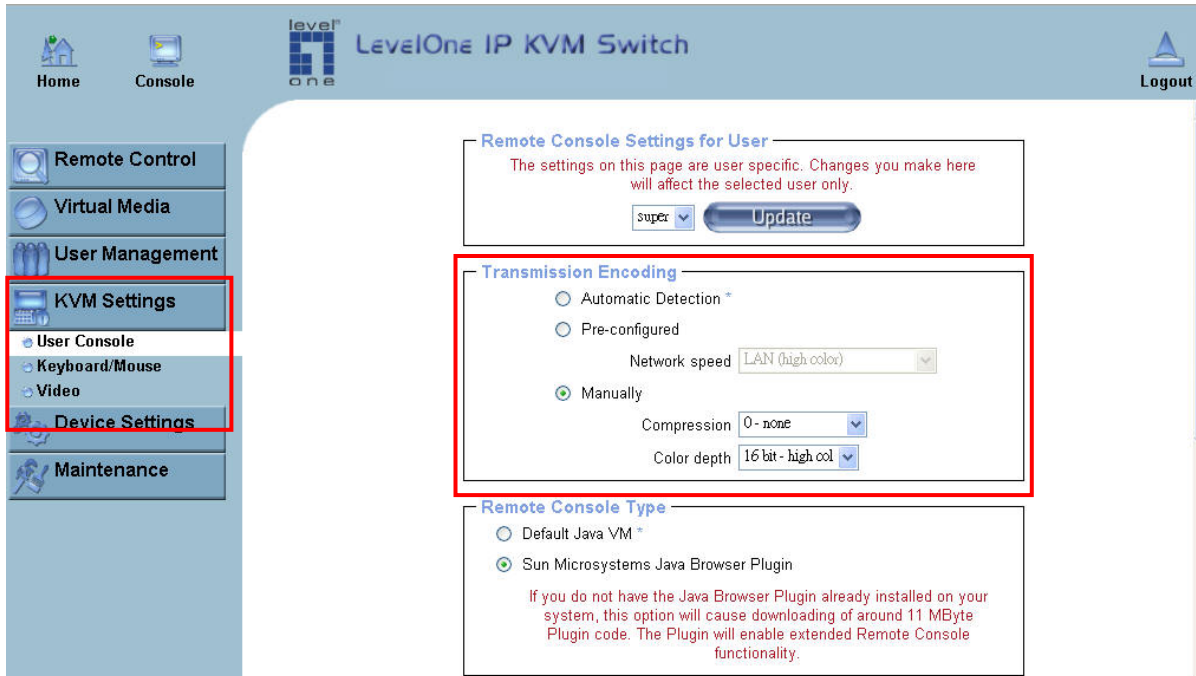 level
one
LevelOne IP KVM Switch
Home
Console
Logout
Remote Control
Virtual Media
User Management
KVM Settings
User Console
Keyboard/Mouse
Video
Device Settings
Maintenance
Remote Console Settings for User
The settings on this page are user specific. Changes you make here
will affect the selected user only.
super
Update
Transmission Encoding
Automatic Detection *
Pre-configured
Network speed LAN (high color)
Manually
Compression 0 - none
Color depth 16 bit - high col
Remote Console Type
Default Java VM *
Sun Microsystems Java Browser Plugin
If you do not have the Java Browser Plugin already installed on your
system, this option will cause downloading of around 11 MByte
Plugin code. The Plugin will enable extended Remote Console
functionality.